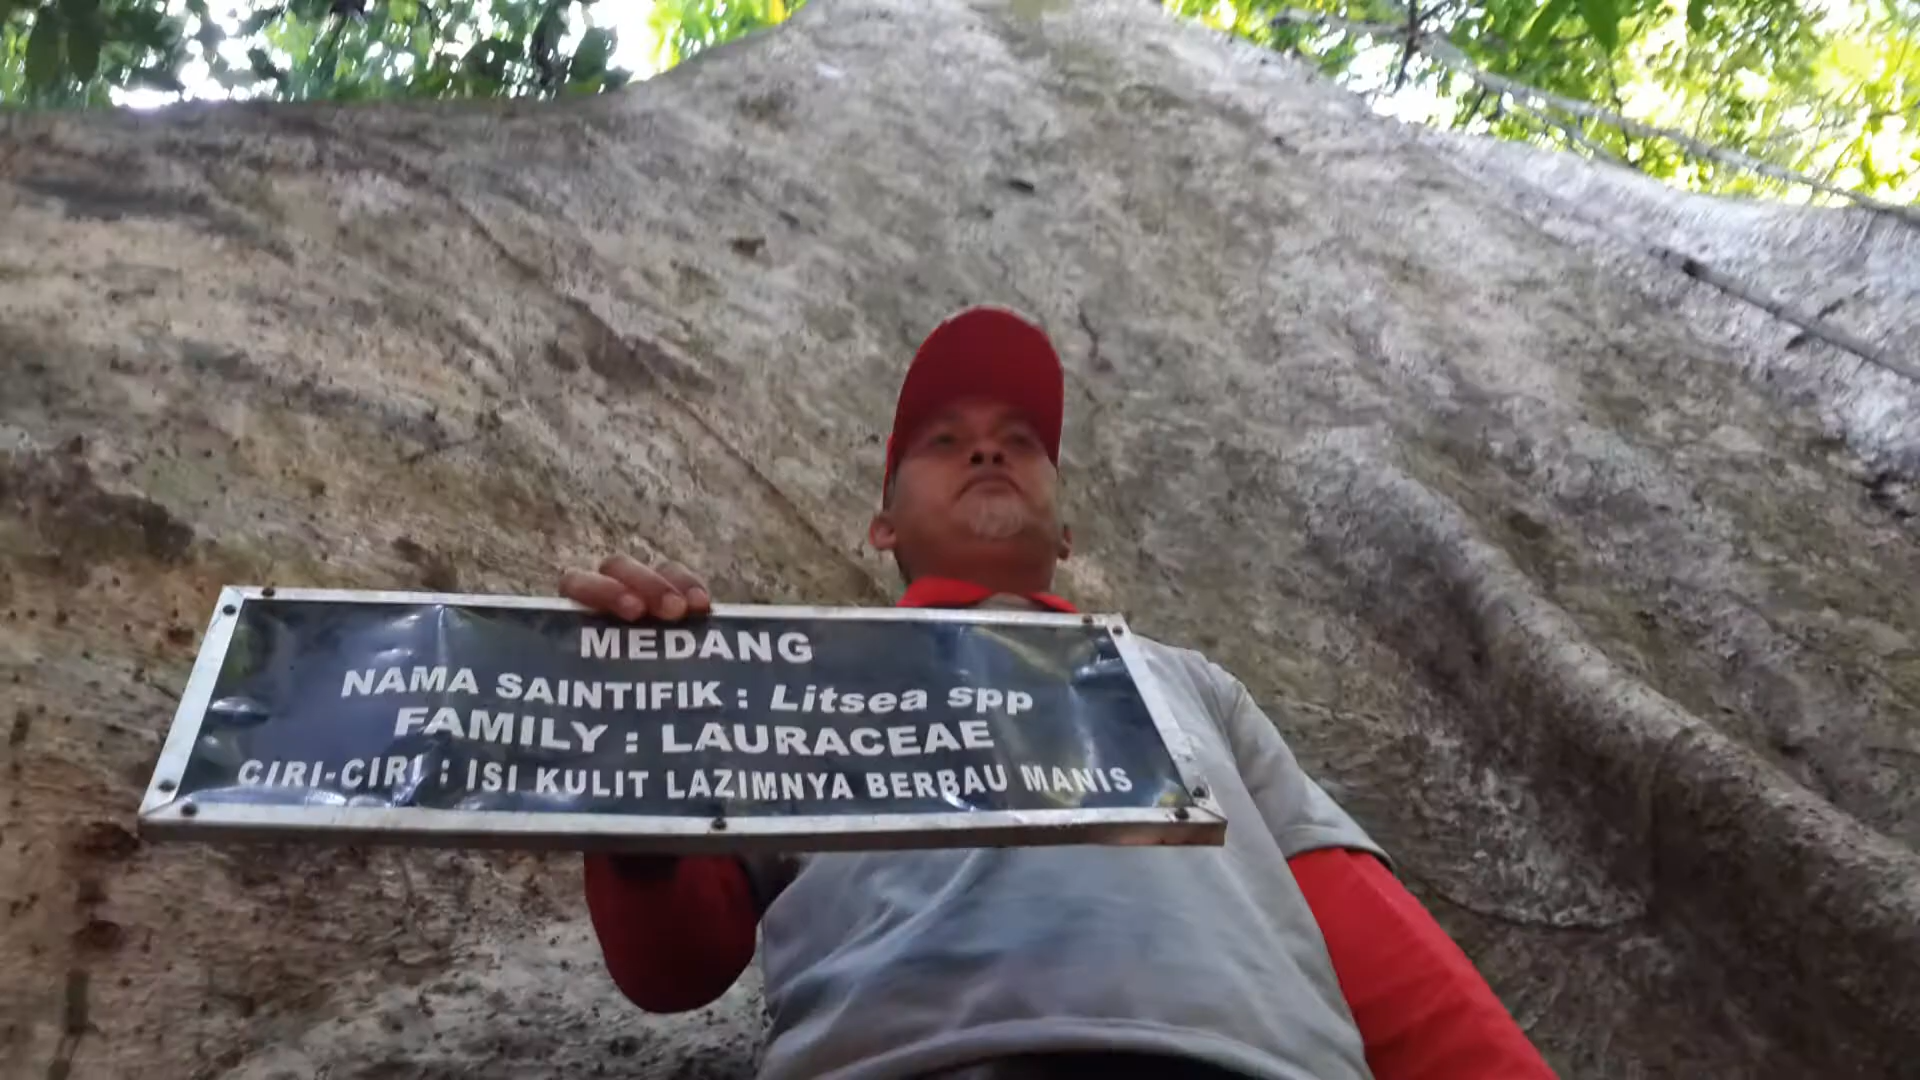 MEDANG
NAMA SAINTIFIK : Litsea spp
FAMILY : LAURACEAE
CIRI-CIRI : ISI KULIT LAZIMNYA BERBAU MANIS